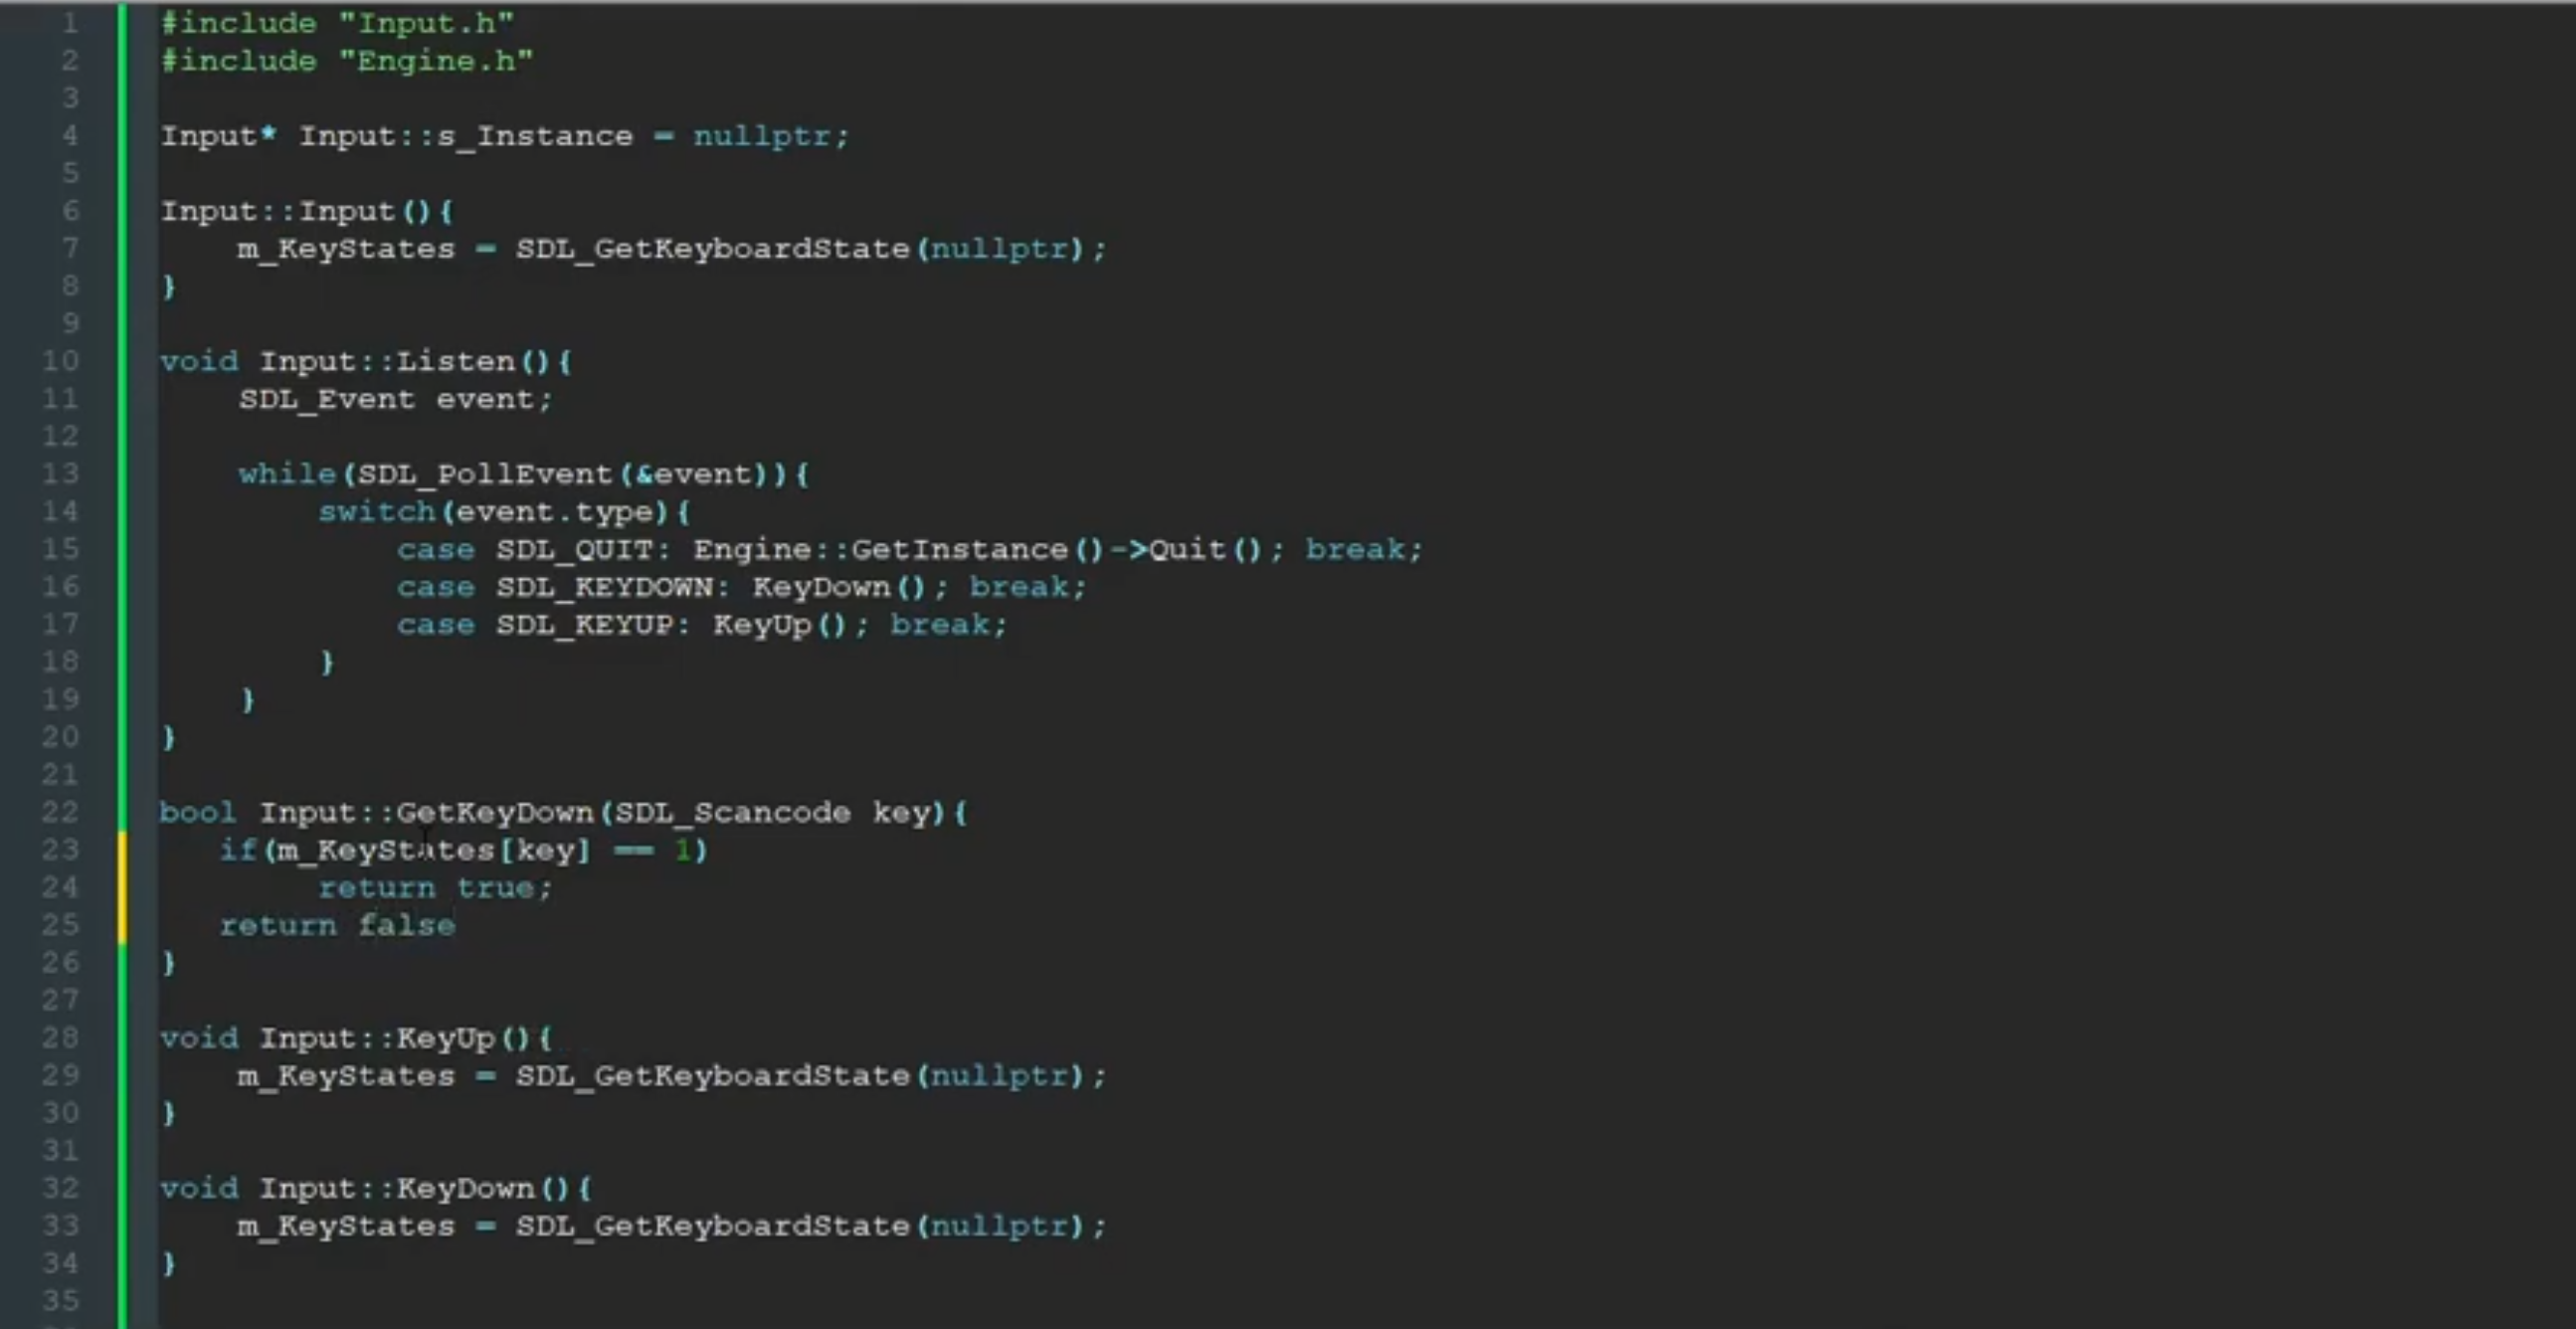 1 #include "Input.h"
2 #include "Engine.h"
3
4 Input* Input::s_Instance = nullptr;
5
6 Input::Input(){
7     m_KeyStates = SDL_GetKeyboardState(nullptr);
8 }
9
10 void Input::Listen(){
11     SDL_Event event;
12
13     while(SDL_PollEvent(&event)){
14         switch(event.type){
15             case SDL_QUIT: Engine::GetInstance()->Quit(); break;
16             case SDL_KEYDOWN: KeyDown(); break;
17             case SDL_KEYUP: KeyUp(); break;
18         }
19     }
20 }
21
22 bool Input::GetKeyDown(SDL_Scancode key){
23    if(m_KeyStates[key] == 1)
24         return true;
25    return false
26 }
27
28 void Input::KeyUp(){
29     m_KeyStates = SDL_GetKeyboardState(nullptr);
30 }
31
32 void Input::KeyDown(){
33     m_KeyStates = SDL_GetKeyboardState(nullptr);
34 }
35